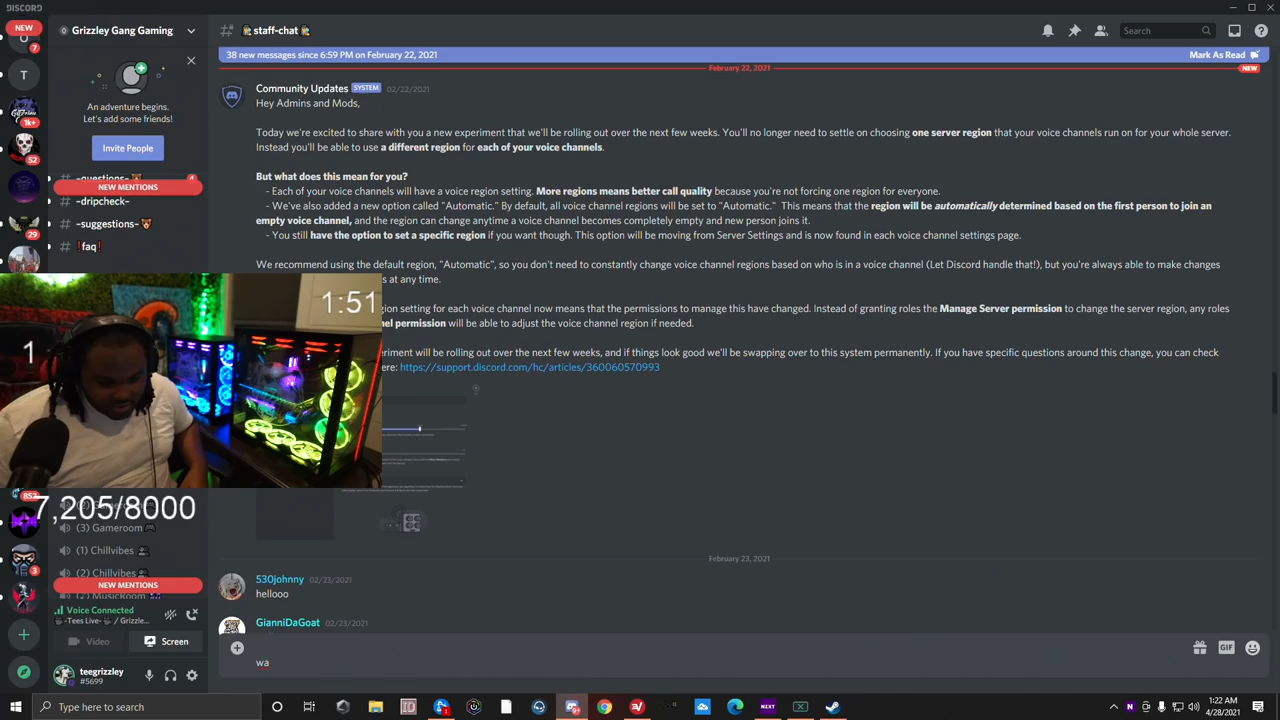 DISCORD
NEW
Grizzley Gang Gaming
staff-chat
Search
38 new messages since 6:59 PM on February 22, 2021
Mark As Read
February 22, 2021
NEW
7
T
1k+
52
29
852
3
An adventure begins.
Let's add some friends!
Invite People
-questions-
4
NEW MENTIONS
-dripcheck-
-suggestions-
faq
Community Updates SYSTEM 02/22/2021
Hey Admins and Mods,
Today we're excited to share with you a new experiment that we'll be rolling out over the next few weeks. You'll no longer need to settle on choosing one server region that your voice channels run on for your whole server.
Instead you'll be able to use a different region for each of your voice channels.
But what does this mean for you?
- Each of your voice channels will have a voice region setting. More regions means better call quality because you're not forcing one region for everyone.
- We've also added a new option called "Automatic". By default, all voice channel regions will be set to "Automatic." This means that the region will be automatically determined based on the first person to join an
empty voice channel, and the region can change anytime a voice channel becomes completely empty and new person joins it.
- You still have the option to set a specific region if you want though. This option will be moving from Server Settings and is now found in each voice channel settings page.
We recommend using the default region, "Automatic", so you don't need to constantly change voice channel regions based on who is in a voice channel (Let Discord handle that!), but you're always able to make changes
s at any time.
gion setting for each voice channel now means that the permissions to manage this have changed. Instead of granting roles the Manage Server permission to change the server region, any roles
nel permission will be able to adjust the voice channel region if needed.
eriment will be rolling out over the next few weeks, and if things look good we'll be swapping over to this system permanently. If you have specific questions around this change, you can check
here: https://support.discord.com/hc/articles/360060570993
1:51
1
7,205/8000
(3) Gameroom
(1) Chillvibes
(2) Chillvibes
NEW MENTIONS
Voice Connected
-Tees Live- / Grizzle...
Video
Screen
teegrizzley
#5699
February 23, 2021
530johnny 02/23/2021
hellooo
GianniDaGoat 02/23/2021
wa
GIF
Type here to search
NEXT
1:22 AM
4/28/2021